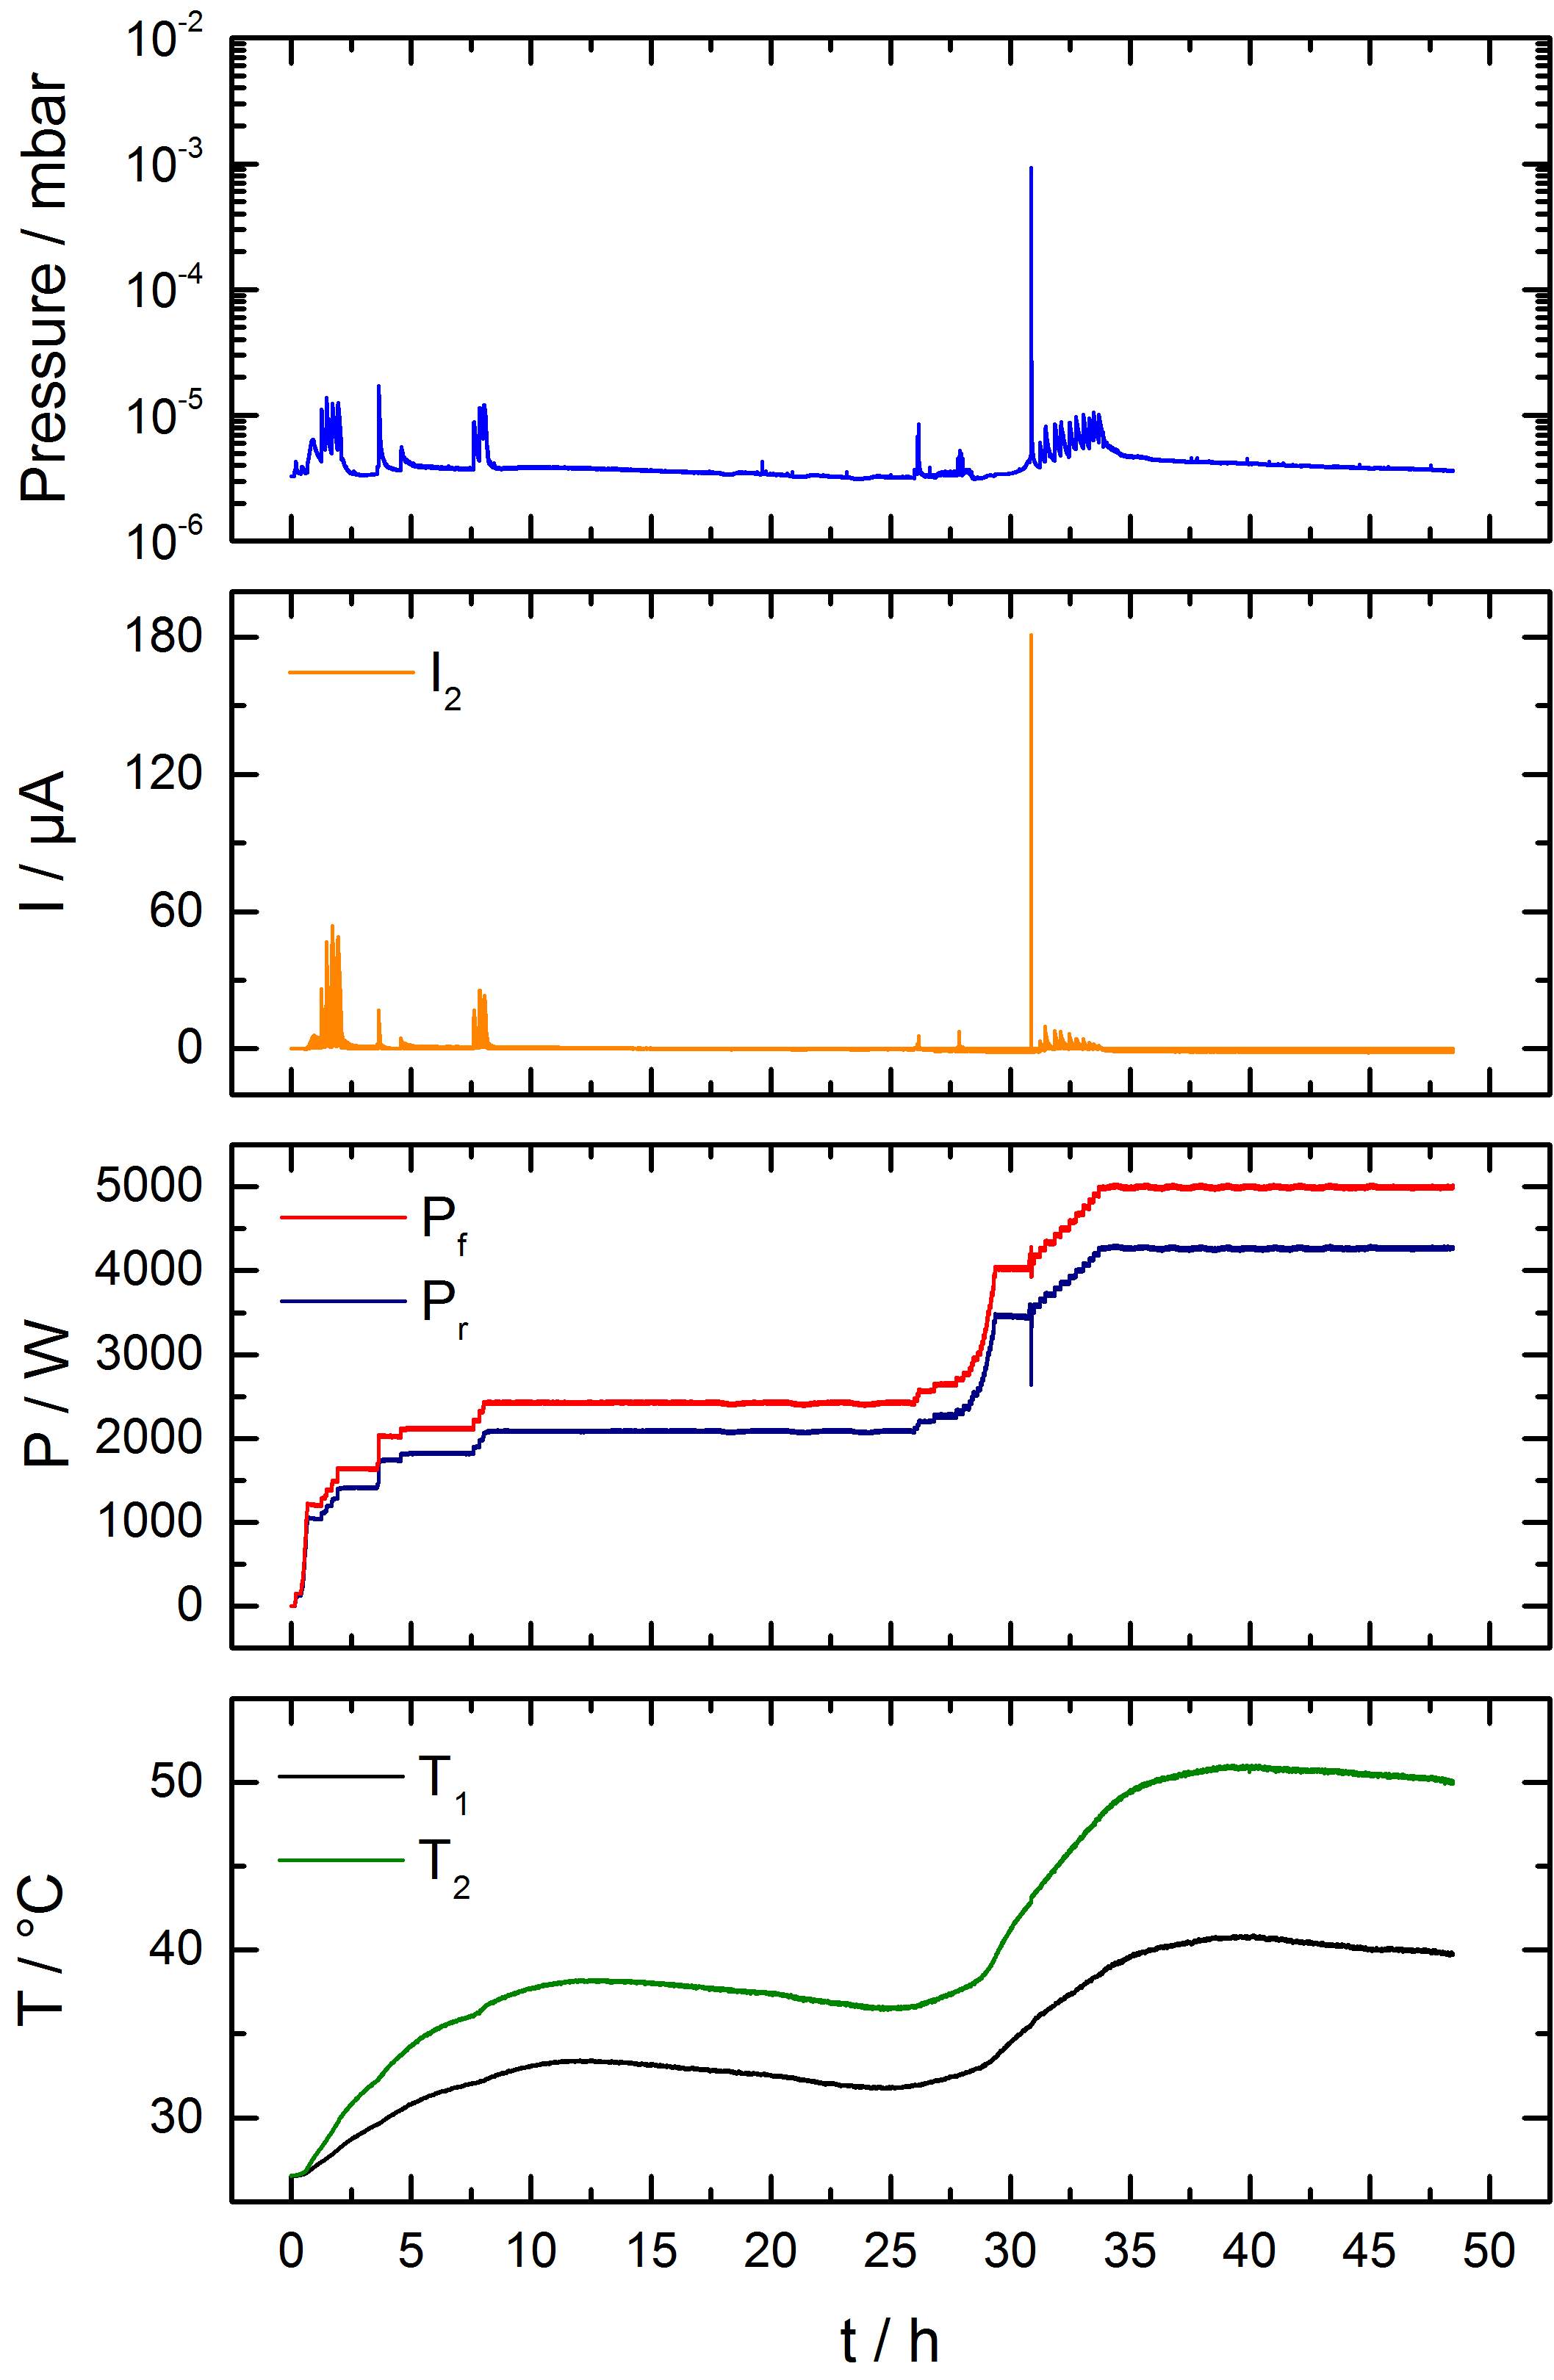 Pressure / mbar
10⁻²
10⁻³
10⁻⁴
10⁻⁵
10⁻⁶
I / µA
180
120
60
0
I₂
P / W
5000
4000
3000
2000
1000
0
P_f
P_r
T / °C
50
40
30
T₁
T₂
0 5 10 15 20 25 30 35 40 45 50
t / h